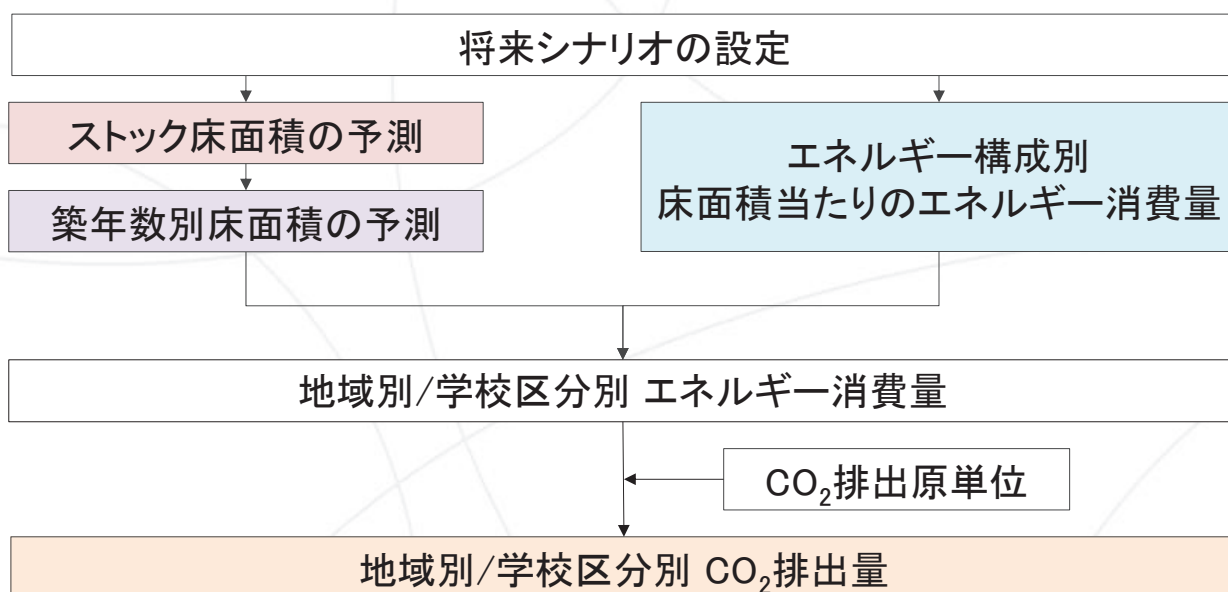 将来シナリオの設定
ストック床面積の予測
築年数別床面積の予測
エネルギー構成別
床面積当たりのエネルギー消費量
地域別/学校区分別 エネルギー消費量
CO₂排出原単位
地域別/学校区分別 CO₂排出量